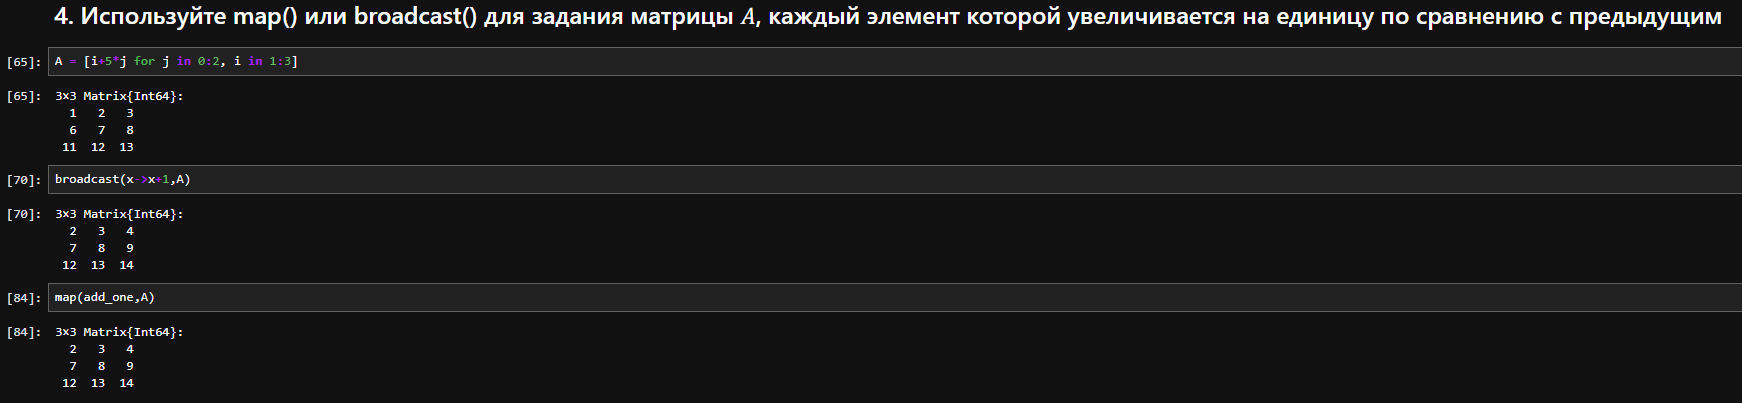 4. Используйте map() или broadcast() для задания матрицы A, каждый элемент которой увеличивается на единицу по сравнению с предыдущим
[65]: A = [i+5*j for j in 0:2, i in 1:3]
[65]: 3×3 Matrix{Int64}:
1 2 3
6 7 8
11 12 13
[70]: broadcast(x->x+1,A)
[70]: 3×3 Matrix{Int64}:
2 3 4
7 8 9
12 13 14
[84]: map(add_one,A)
[84]: 3×3 Matrix{Int64}:
2 3 4
7 8 9
12 13 14